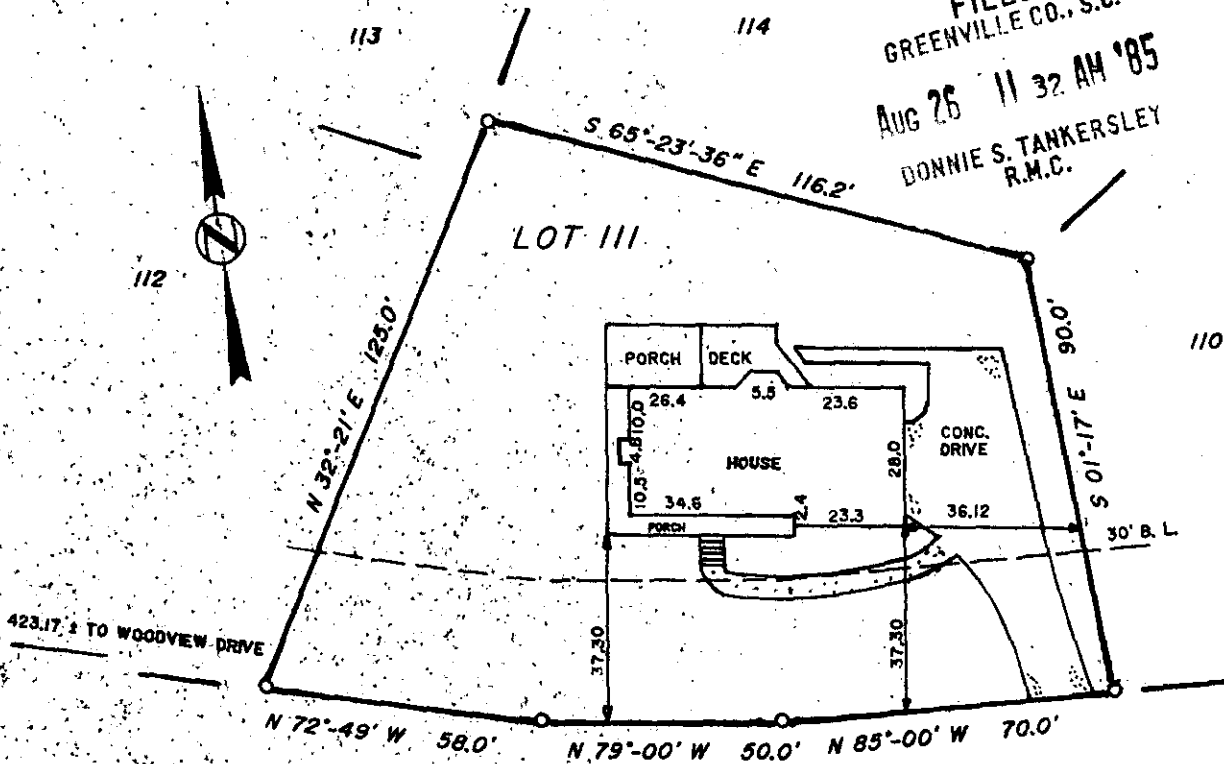 113
114
FILED
GREENVILLE CO., S.C.
AUG 26 11 32 AM '85
DONNIE S. TANKERSLEY
R.M.C.
S 65°-23'-36" E 116.2'
LOT 111
N
112
N 32°-21' E 125.0'
90.0'
S 01°-17' E
110
PORCH
DECK
26.4
5.5
23.6
10.0
4.8
10.5
HOUSE
28.0
CONC.
DRIVE
34.6
2.4
23.3
36.12
PORCH
30' B. L.
423.17 ± TO WOODVIEW DRIVE
37.30
37.30
N 72°-49' W 58.0'
N 79°-00' W 50.0'
N 85°-00' W 70.0'